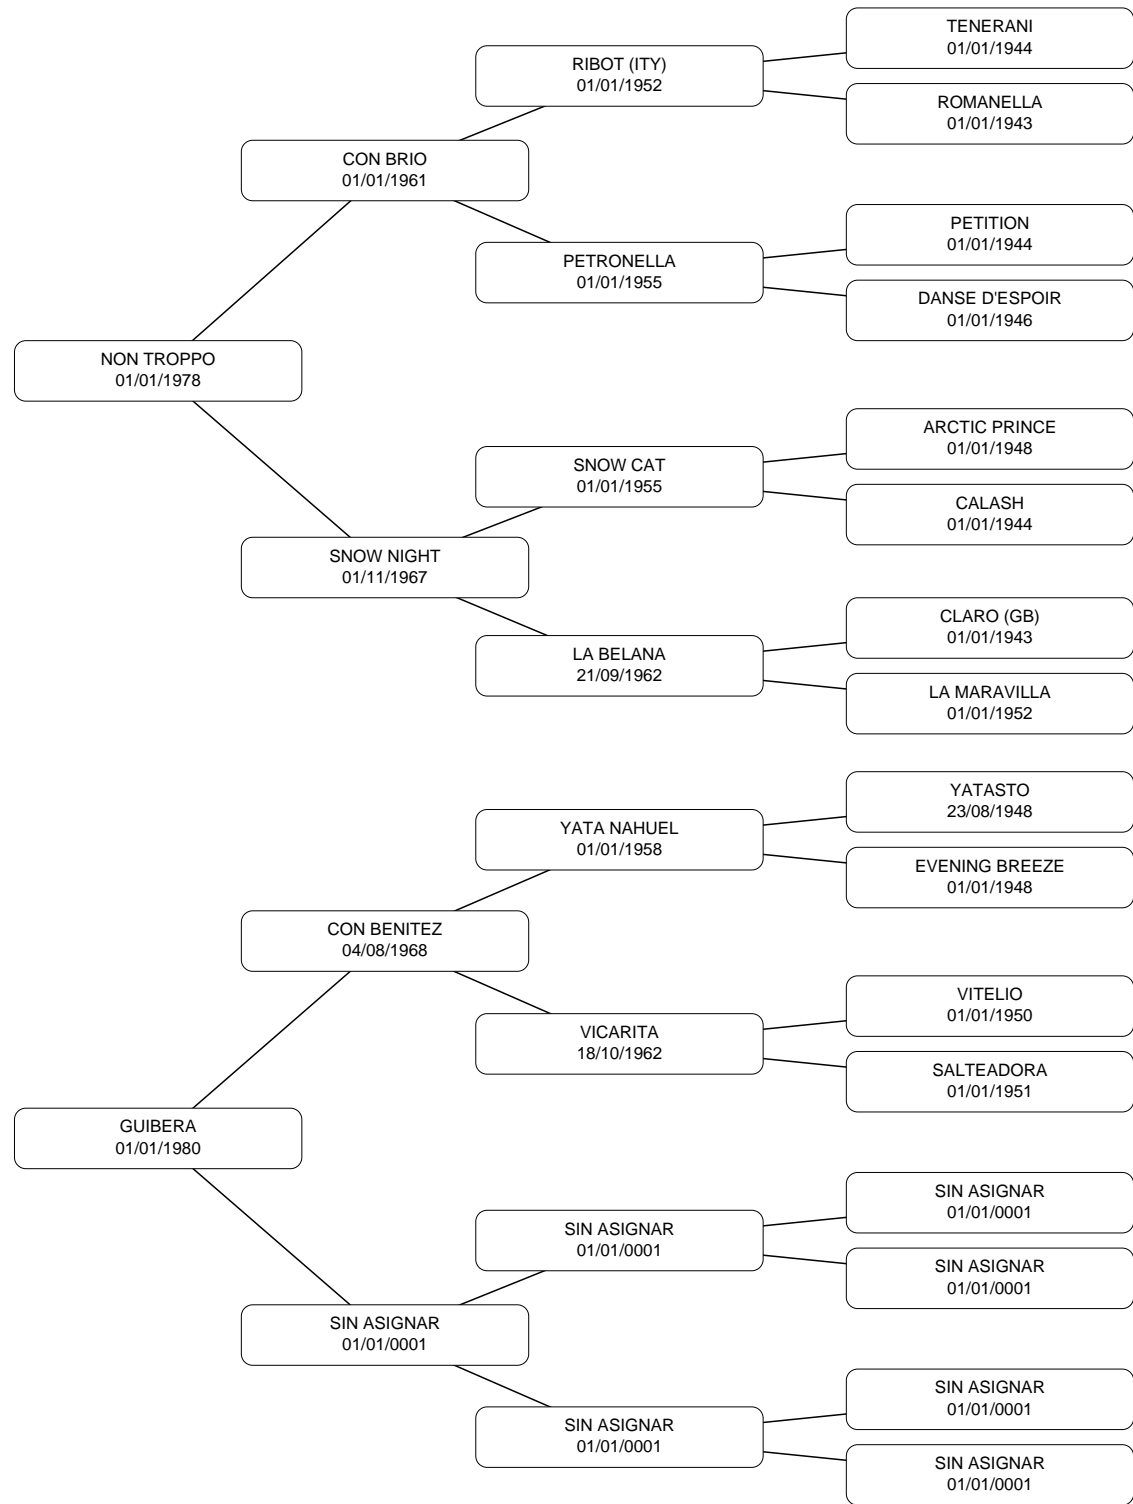 TENERANI
01/01/1944
RIBOT (ITY)
01/01/1952
ROMANELLA
01/01/1943
CON BRIO
01/01/1961
PETITION
01/01/1944
PETRONELLA
01/01/1955
DANSE D'ESPOIR
01/01/1946
NON TROPPO
01/01/1978
ARCTIC PRINCE
01/01/1948
SNOW CAT
01/01/1955
CALASH
01/01/1944
SNOW NIGHT
01/11/1967
CLARO (GB)
01/01/1943
LA BELANA
21/09/1962
LA MARAVILLA
01/01/1952
YATASTO
23/08/1948
YATA NAHUEL
01/01/1958
EVENING BREEZE
01/01/1948
CON BENITEZ
04/08/1968
VITELIO
01/01/1950
VICARITA
18/10/1962
SALTEADORA
01/01/1951
GUIBERA
01/01/1980
SIN ASIGNAR
01/01/0001
SIN ASIGNAR
01/01/0001
SIN ASIGNAR
01/01/0001
SIN ASIGNAR
01/01/0001
SIN ASIGNAR
01/01/0001
SIN ASIGNAR
01/01/0001
SIN ASIGNAR
01/01/0001